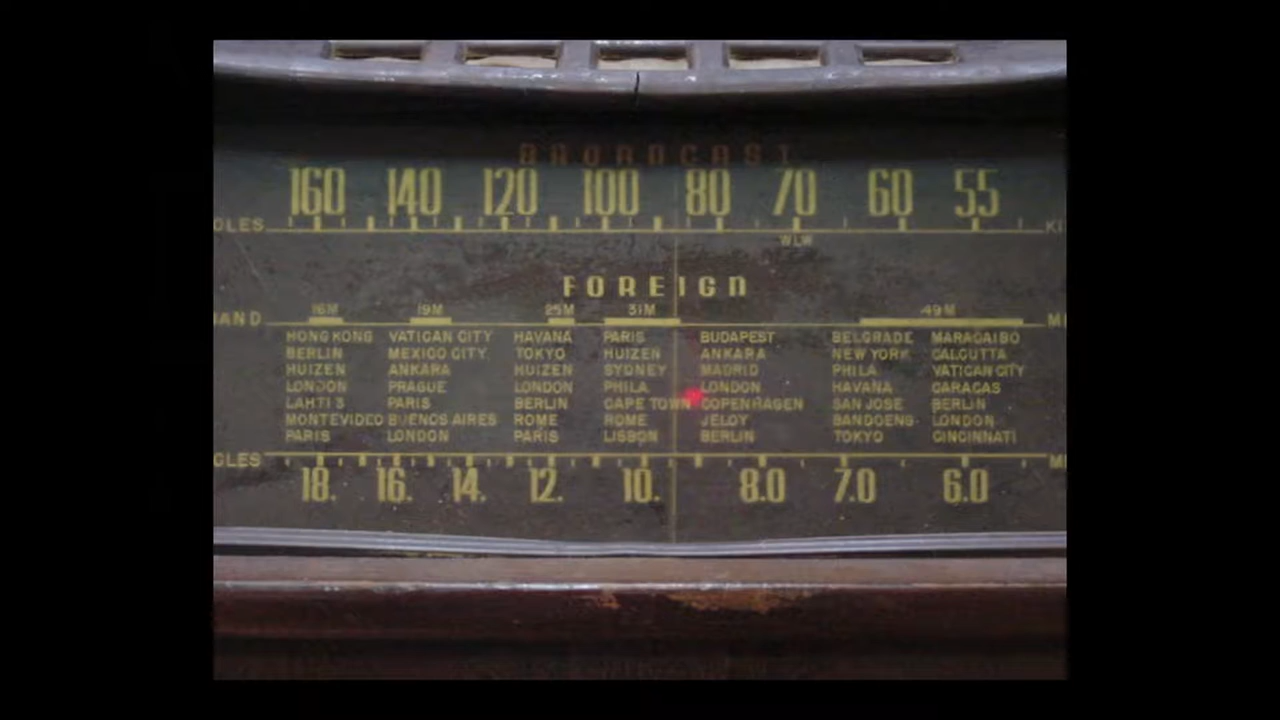 BROADCAST
160 140 120 100 80 70 60 55
WLW
FOREIGN
16M 19M 25M 31M 49M
HONG KONG VATICAN CITY HAVANA PARIS BUDAPEST BELGRADE MARACAIBO
BERLIN MEXICO CITY TOKYO HUIZEN ANKARA NEW YORK CALCUTTA
HUIZEN ANKARA HUIZEN SYDNEY MADRID PHILA VATICAN CITY
LONDON PRAGUE LONDON PHILA LONDON HAVANA CARACAS
LAHTI 3 PARIS BERLIN CAPE TOWN COPENHAGEN SAN JOSE BERLIN
MONTEVIDEO BUENOS AIRES ROME ROME JELOY BANDOENG LONDON
PARIS LONDON PARIS LISBON BERLIN TOKYO CINCINNATI
18. 16. 14. 12. 10. 8.0 7.0 6.0